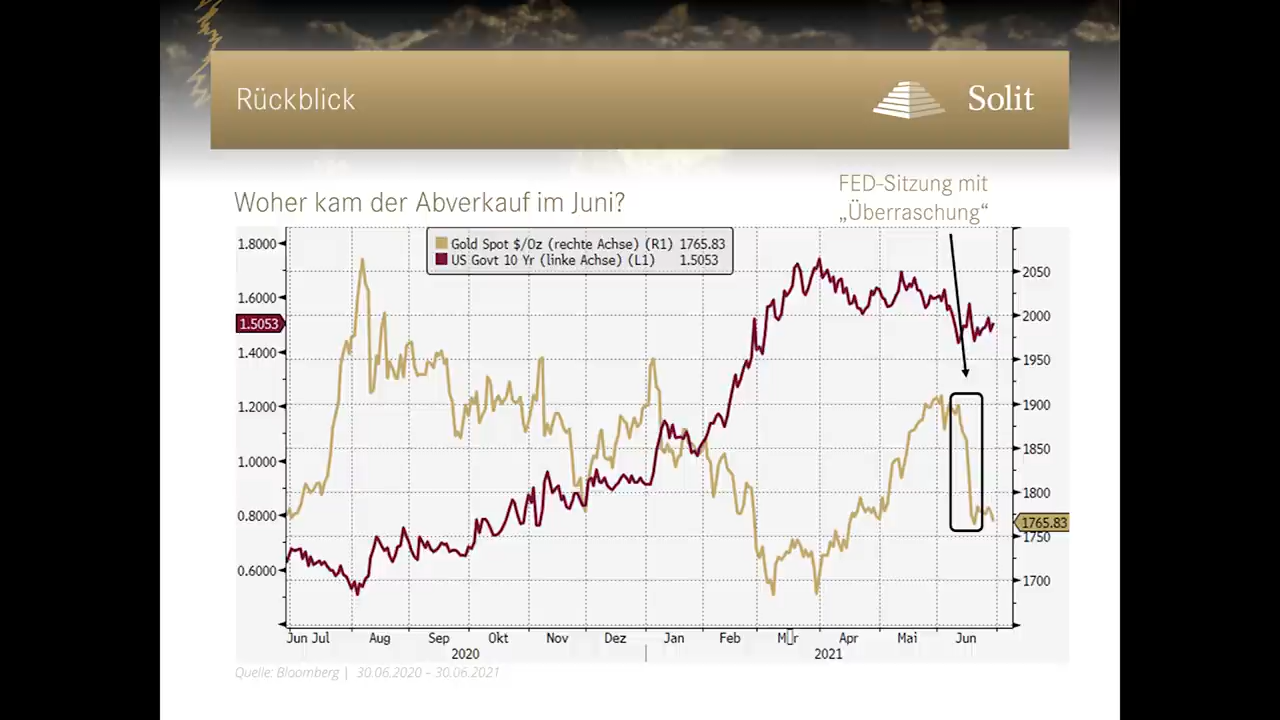 Rückblick
Solit
Woher kam der Abverkauf im Juni?
FED-Sitzung mit
„Überraschung“
Gold Spot $/Oz (rechte Achse) (R1) 1765.83
US Govt 10 Yr (linke Achse) (L1) 1.5053
1.8000
1.6000
1.5053
1.4000
1.2000
1.0000
0.8000
0.6000
2050
2000
1950
1900
1850
1800
1765.83
1750
1700
Jun Jul Aug Sep Okt Nov Dez Jan Feb Apr Mai Jun
2020 2021
Quelle: Bloomberg | 30.06.2020 – 30.06.2021